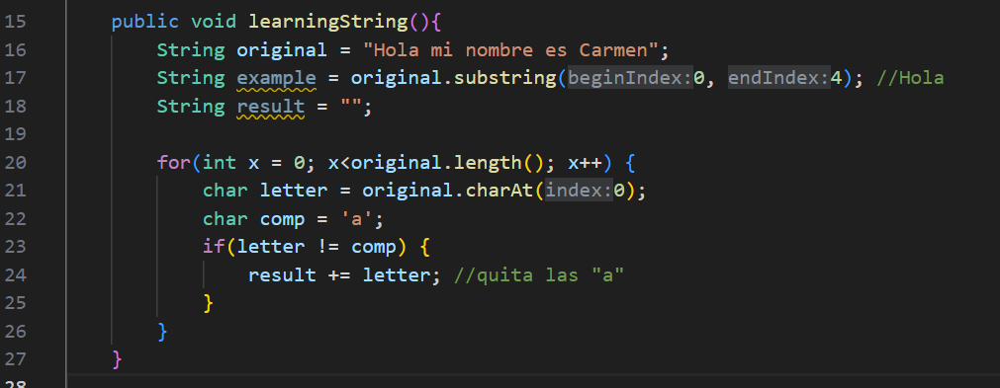 15 public void learningString(){
16 String original = "Hola mi nombre es Carmen";
17 String example = original.substring(beginIndex:0, endIndex:4); //Hola
18 String result = "";
19
20 for(int x = 0; x<original.length(); x++) {
21 char letter = original.charAt(index:0);
22 char comp = 'a';
23 if(letter != comp) {
24 result += letter; //quita las "a"
25 }
26 }
27 }
28